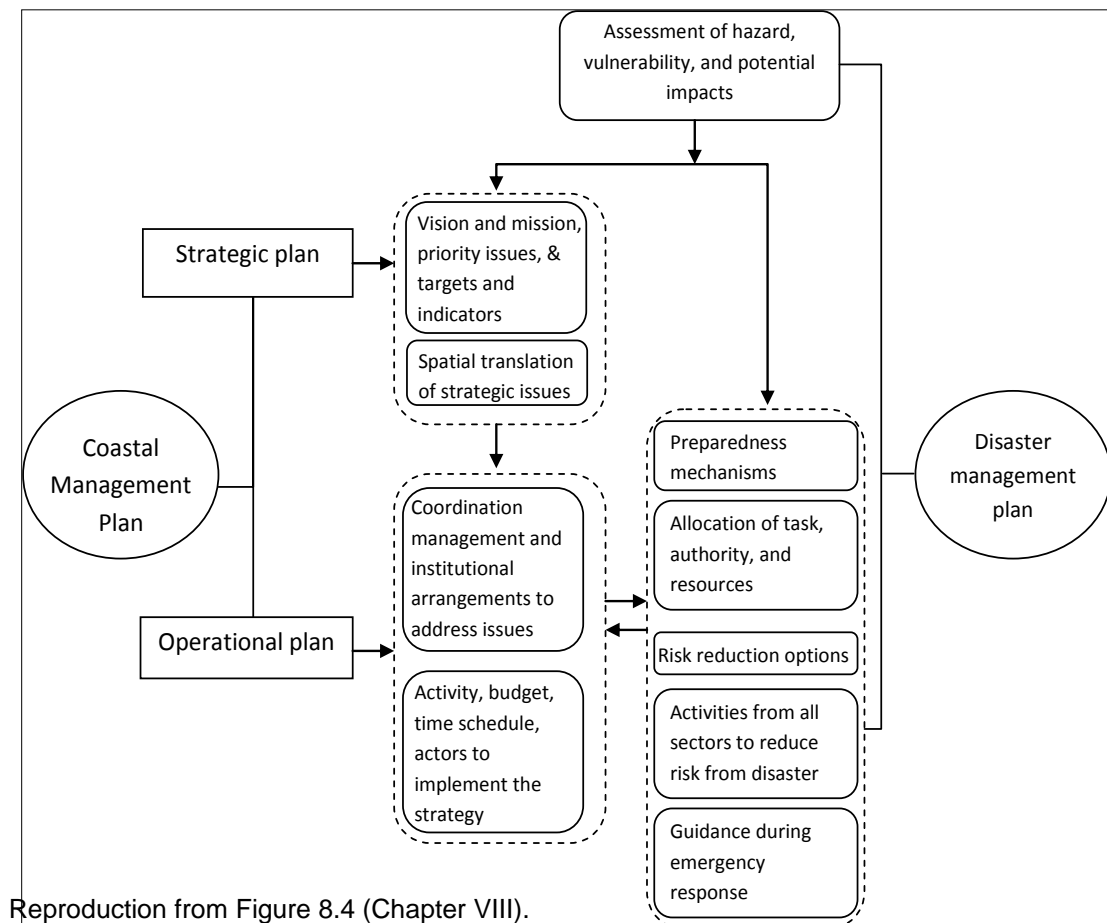 Assessment of hazard,
vulnerability, and potential
impacts
Vision and mission,
priority issues, &
targets and
indicators
Strategic plan
Spatial translation
of strategic issues
Coastal
Management
Plan
Preparedness
mechanisms
Disaster
management
plan
Coordination
management and
institutional
arrangements to
address issues
Allocation of task,
authority, and
resources
Operational plan
Risk reduction options
Activity, budget,
time schedule,
actors to
implement the
strategy
Activities from all
sectors to reduce
risk from disaster
Guidance during
emergency
response
Reproduction from Figure 8.4 (Chapter VIII).